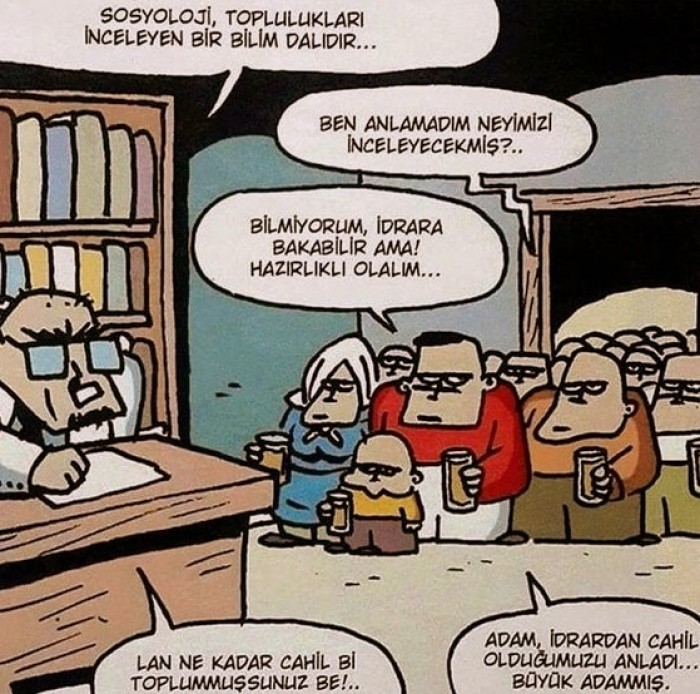 SOSYOLOJİ, TOPLULUKLARI
İNCELEYEN BİR BİLİM DALIDIR...
BEN ANLAMADIM NEYİMİZİ
İNCELEYECEKMİŞ?..
BİLMİYORUM, İDRARA
BAKABİLİR AMA!
HAZIRLIKLI OLALIM...
LAN NE KADAR CAHİL Bİ
TOPLUMMUŞSUNUZ BE!..
ADAM, İDRARDAN CAHİL
OLDUĞUMUZU ANLADI...
BÜYÜK ADAMMIŞ.